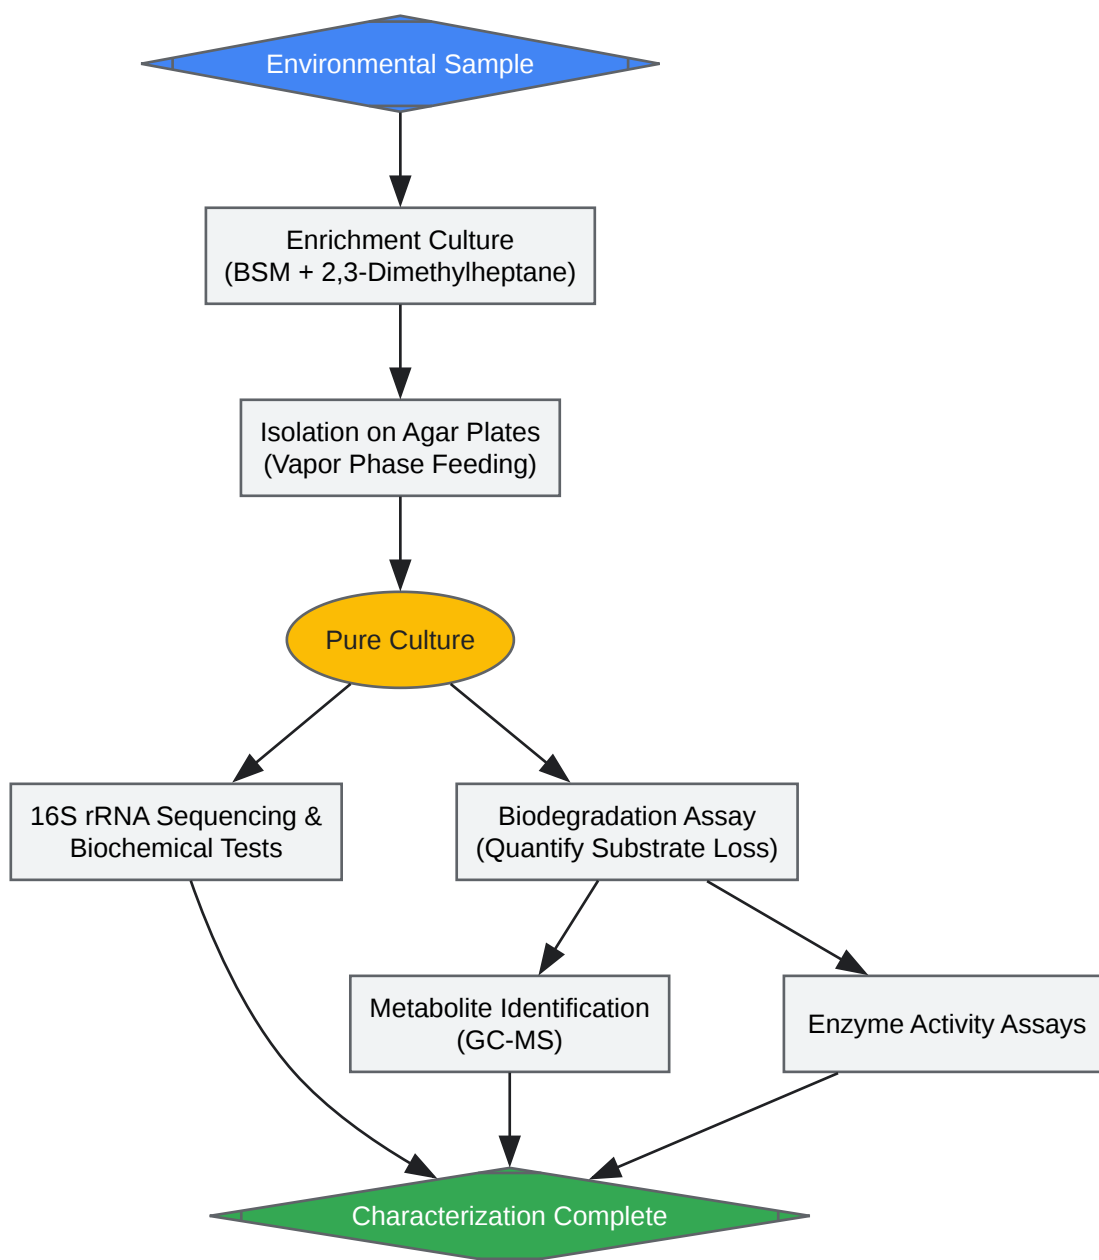 Environmental Sample
Enrichment Culture
(BSM + 2,3-Dimethylheptane)
Isolation on Agar Plates
(Vapor Phase Feeding)
Pure Culture
16S rRNA Sequencing &
Biochemical Tests
Biodegradation Assay
(Quantify Substrate Loss)
Metabolite Identification
(GC-MS)
Enzyme Activity Assays
Characterization Complete